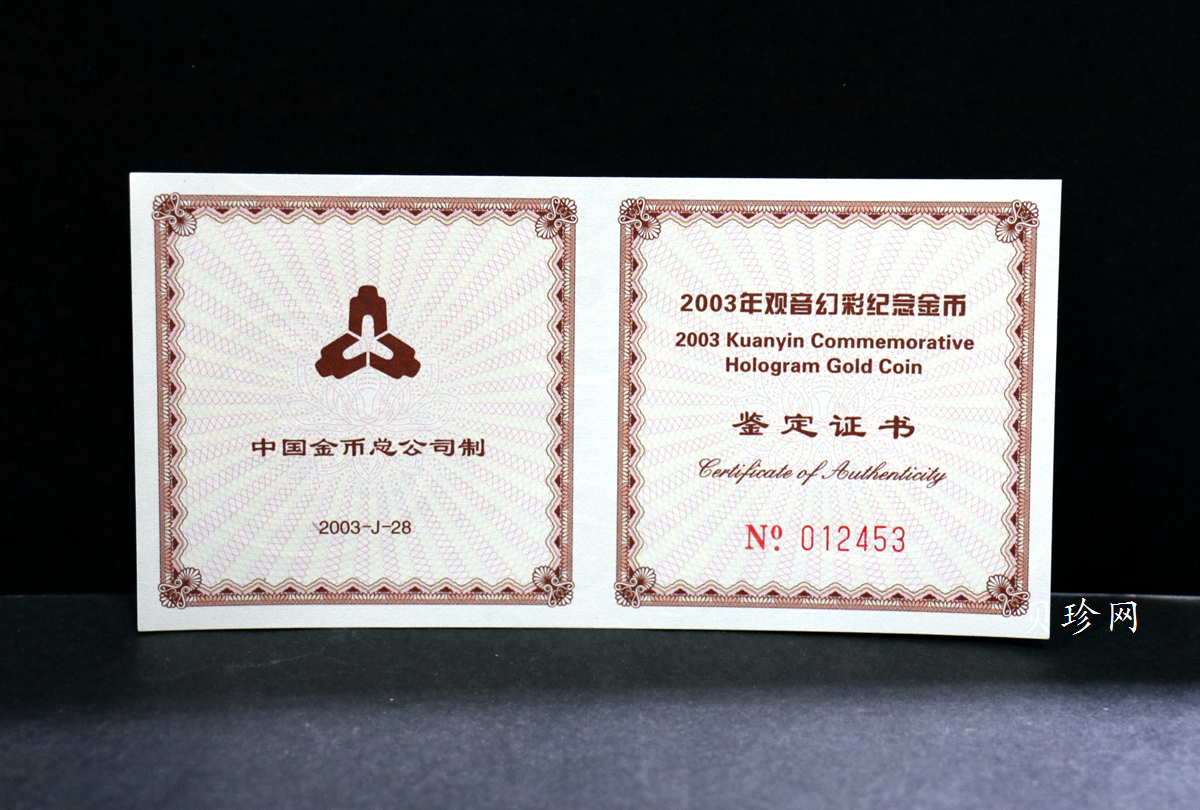 中国金币总公司制
2003-J-28
2003年观音幻彩纪念金币
2003 Kuanyin Commemorative
Hologram Gold Coin
鉴定证书
Certificate of Authenticity
Nº 012453
珍网